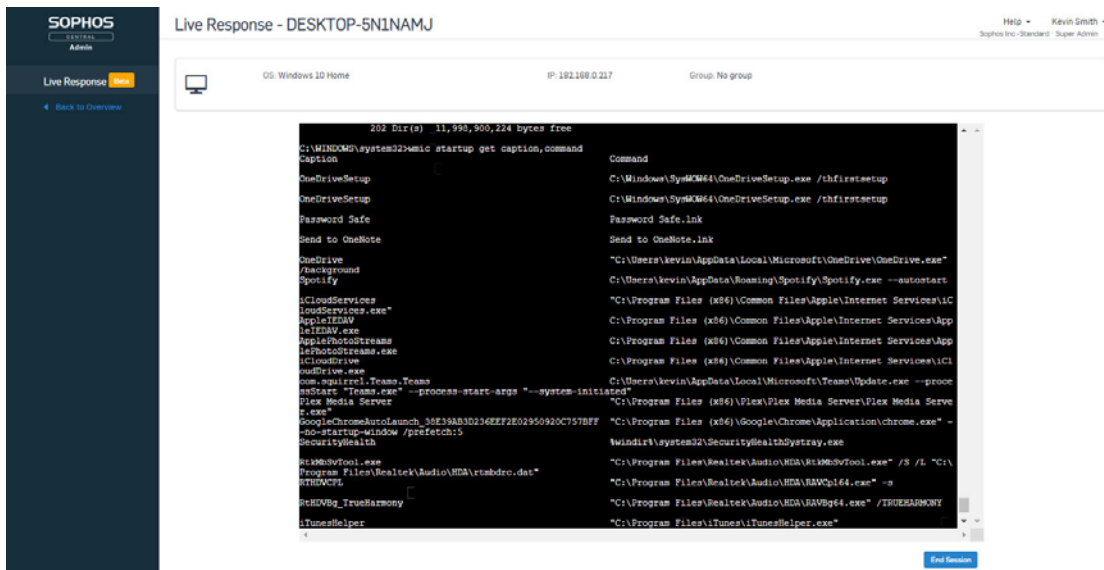 SOPHOS
CENTRAL
Admin
Live Response - DESKTOP-5N1NAMJ
Help
Kevin Smith
Sophos Inc-Standard · Super Admin
Live Response Beta
Back to Overview
OS: Windows 10 Home
IP: 192.168.0.217
Group: No group
202 Dir(s) 11,998,900,224 bytes free
C:\WINDOWS\system32>wmic startup get caption,command
Caption Command
OneDriveSetup C:\Windows\SysWOW64\OneDriveSetup.exe /thfirstsetup
OneDriveSetup C:\Windows\SysWOW64\OneDriveSetup.exe /thfirstsetup
Password Safe Password Safe.lnk
Send to OneNote Send to OneNote.lnk
OneDrive "C:\Users\kevin\AppData\Local\Microsoft\OneDrive\OneDrive.exe"
/background
Spotify C:\Users\kevin\AppData\Roaming\Spotify\Spotify.exe --autostart
iCloudServices "C:\Program Files (x86)\Common Files\Apple\Internet Services\iC
loudServices.exe"
AppleIEDAV C:\Program Files (x86)\Common Files\Apple\Internet Services\App
leIEDAV.exe
ApplePhotoStreams C:\Program Files (x86)\Common Files\Apple\Internet Services\App
lePhotoStreams.exe
iCloudDrive C:\Program Files (x86)\Common Files\Apple\Internet Services\iCl
oudDrive.exe
com.squirrel.Teams.Teams C:\Users\kevin\AppData\Local\Microsoft\Teams\Update.exe --proce
ssStart "Teams.exe" --process-start-args "--system-initiated"
Plex Media Server "C:\Program Files (x86)\Plex\Plex Media Server\Plex Media Serve
r.exe"
GoogleChromeAutoLaunch_38E39AB3D236EEF2E02950920C757BFF "C:\Program Files (x86)\Google\Chrome\Application\chrome.exe" -
-no-startup-window /prefetch:5
SecurityHealth %windir%\system32\SecurityHealthSystray.exe
RtkMbSvTool.exe "C:\Program Files\Realtek\Audio\HDA\RtkMbSvTool.exe" /S /L "C:\
Program Files\Realtek\Audio\HDA\rtmbdrc.dat"
RTHDVCPL "C:\Program Files\Realtek\Audio\HDA\RAVCpl64.exe" -s
RtHDVBg_TrueHarmony "C:\Program Files\Realtek\Audio\HDA\RAVBg64.exe" /TRUEHARMONY
iTunesHelper "C:\Program Files\iTunes\iTunesHelper.exe"
End Session